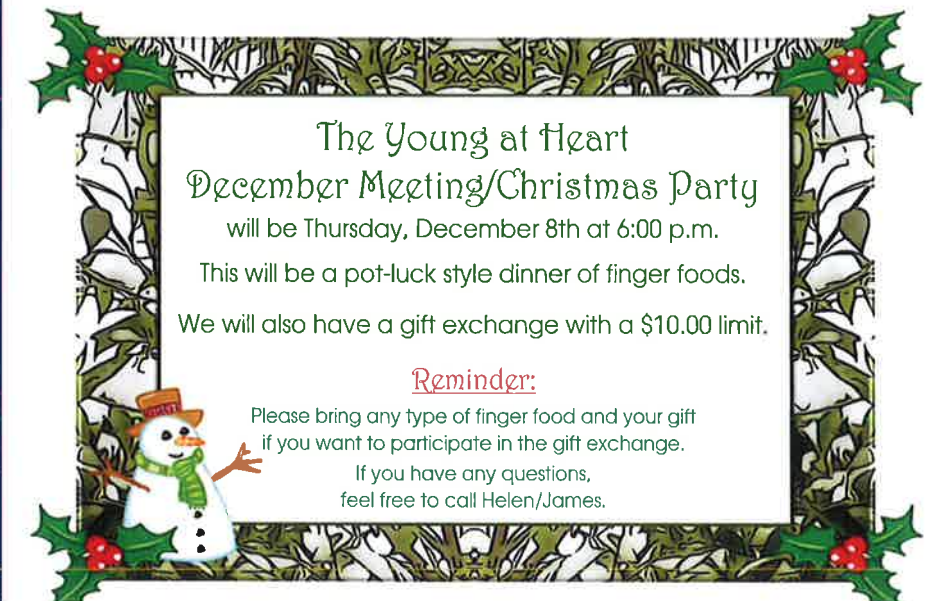 The Young at Heart
December Meeting/Christmas Party
will be Thursday, December 8th at 6:00 p.m.
This will be a pot-luck style dinner of finger foods.
We will also have a gift exchange with a $10.00 limit.
Reminder:
Please bring any type of finger food and your gift
if you want to participate in the gift exchange.
If you have any questions,
feel free to call Helen/James.